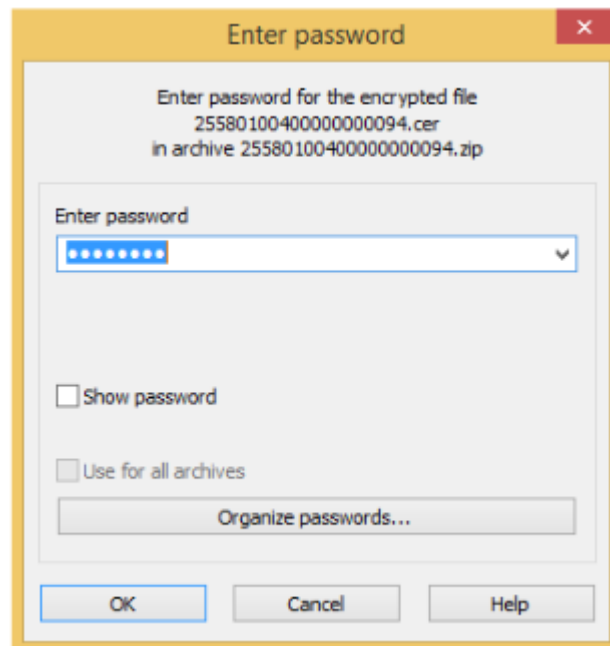 Enter password
Enter password for the encrypted file
25580100400000000094.cer
in archive 25580100400000000094.zip
Enter password
Show password
Use for all archives
Organize passwords...
OK
Cancel
Help